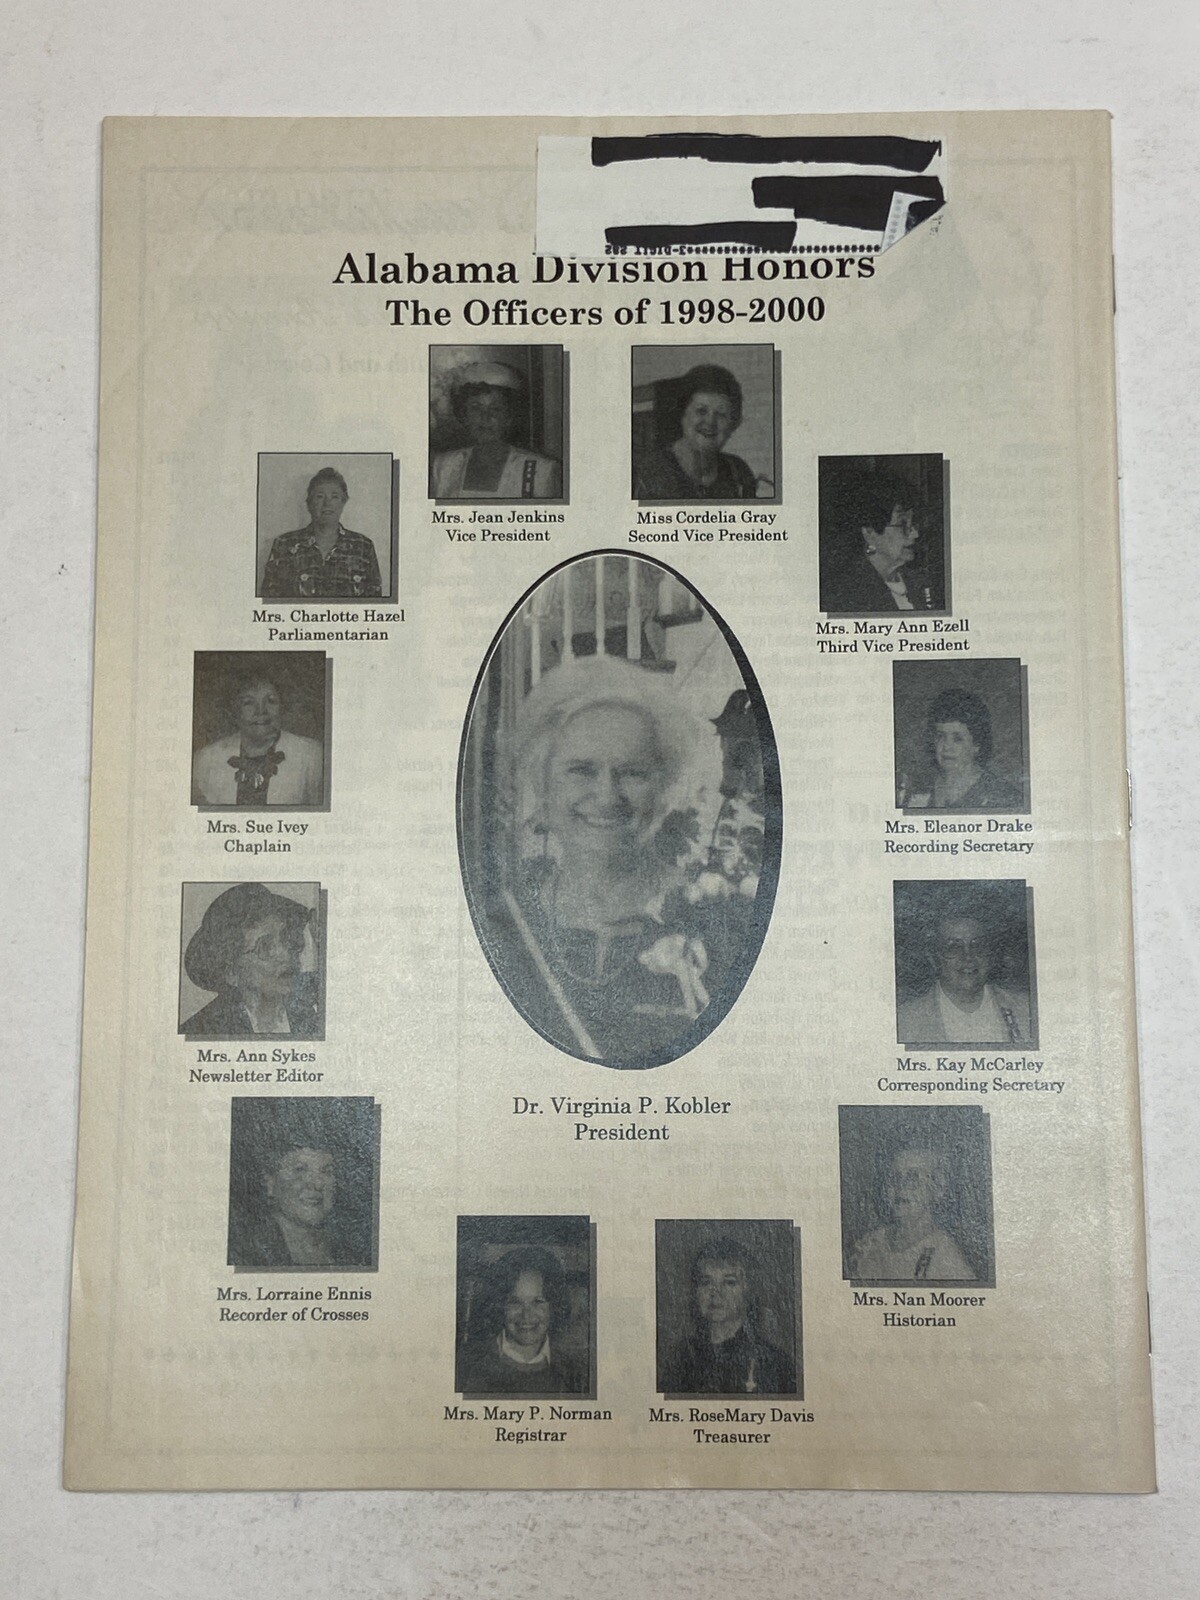 Alabama Division Honors
The Officers of 1998-2000
Mrs. Jean Jenkins
Vice President
Miss Cordelia Gray
Second Vice President
Mrs. Charlotte Hazel
Parliamentarian
Mrs. Mary Ann Ezell
Third Vice President
Mrs. Sue Ivey
Chaplain
Mrs. Eleanor Drake
Recording Secretary
Mrs. Ann Sykes
Newsletter Editor
Mrs. Kay McCarley
Corresponding Secretary
Dr. Virginia P. Kobler
President
Mrs. Lorraine Ennis
Recorder of Crosses
Mrs. Nan Moorer
Historian
Mrs. Mary P. Norman
Registrar
Mrs. RoseMary Davis
Treasurer